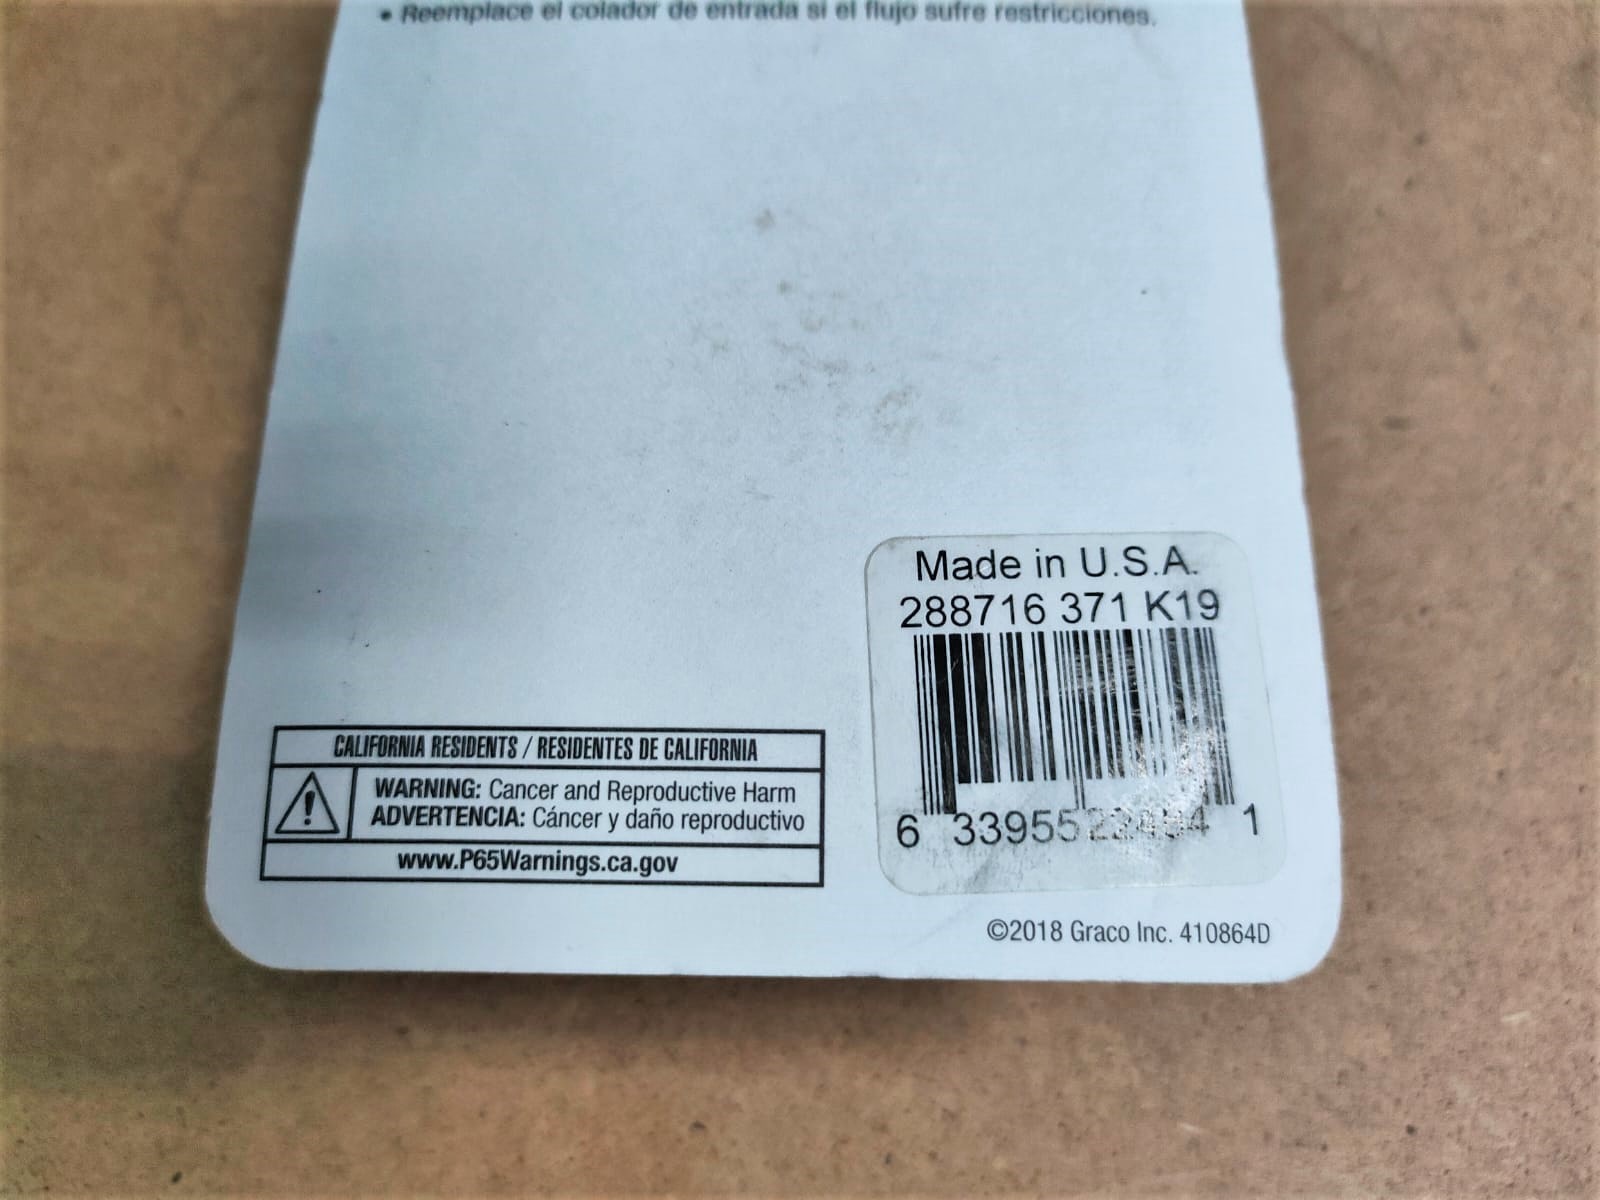 • Reemplace el colador de entrada si el flujo sufre restricciones.
Made in U.S.A.
288716 371 K19
6 33955 22484 1
CALIFORNIA RESIDENTS / RESIDENTES DE CALIFORNIA
WARNING: Cancer and Reproductive Harm
ADVERTENCIA: Cáncer y daño reproductivo
www.P65Warnings.ca.gov
©2018 Graco Inc. 410864D